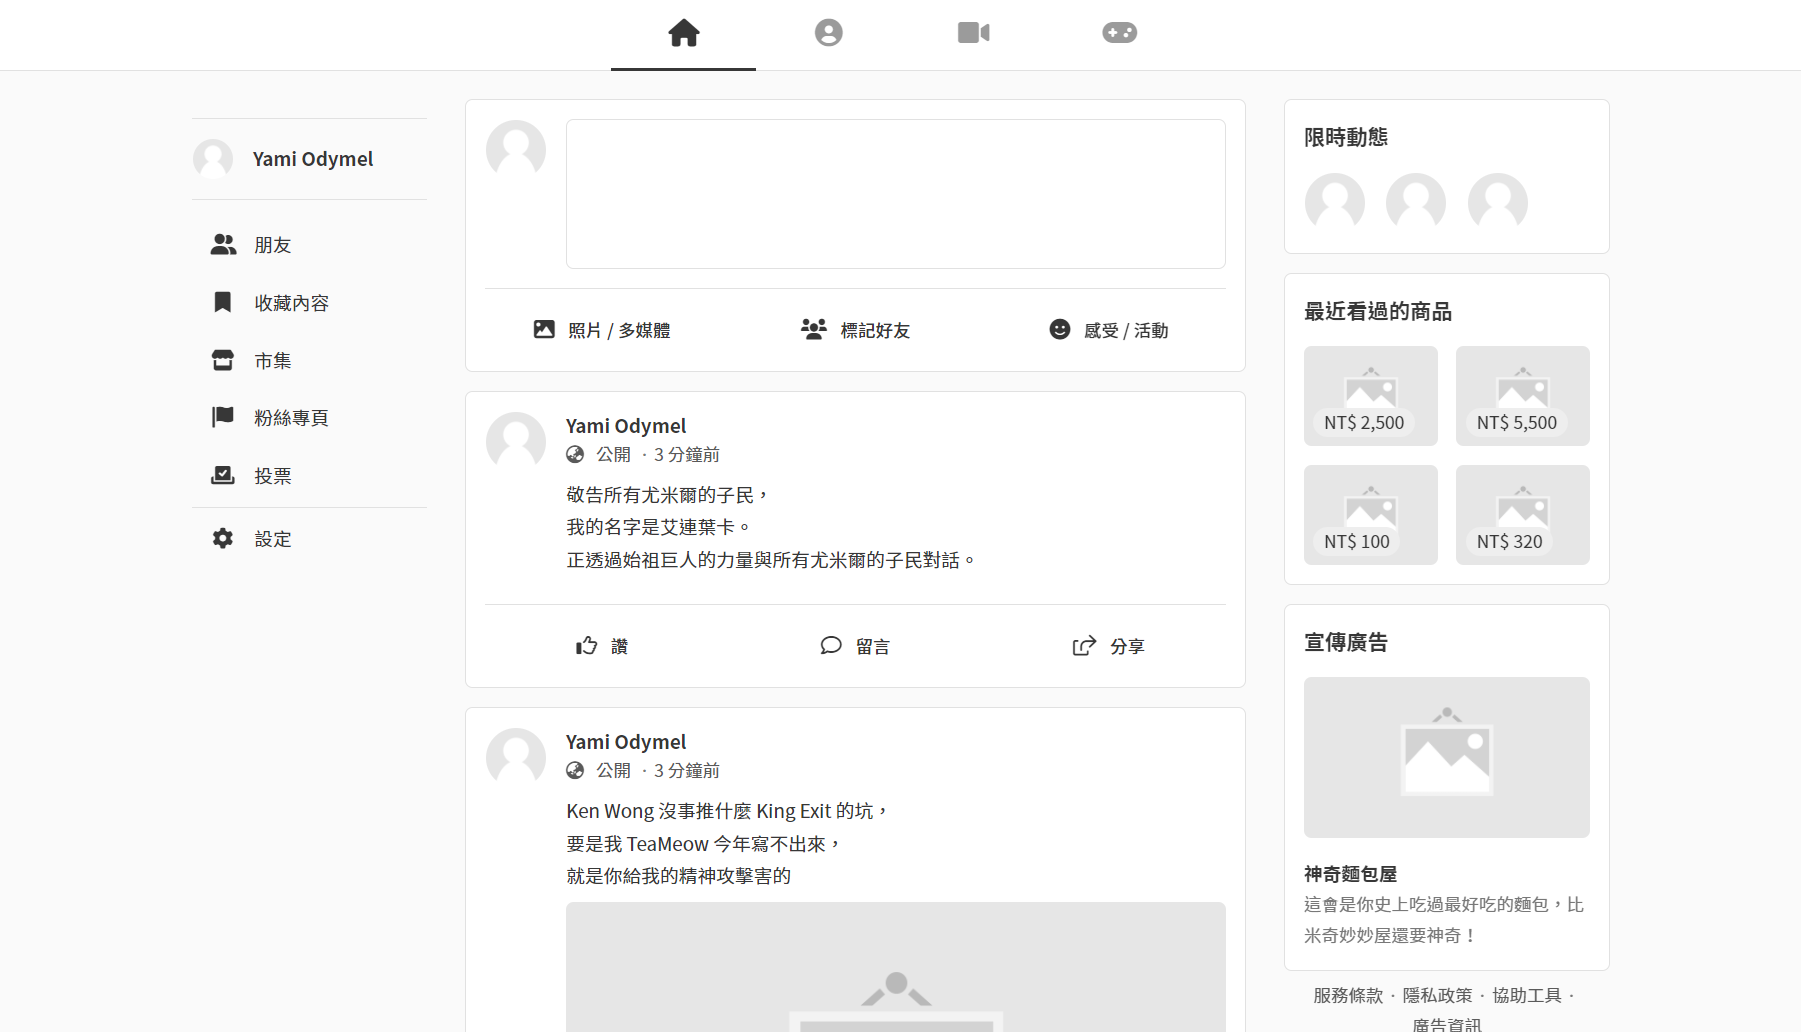 Yami Odymel
朋友
收藏內容
市集
粉絲專頁
投票
設定
照片 / 多媒體
標記好友
感受 / 活動
Yami Odymel
公開 · 3 分鐘前
敬告所有尤米爾的子民，
我的名字是艾連葉卡。
正透過始祖巨人的力量與所有尤米爾的子民對話。
讚
留言
分享
Yami Odymel
公開 · 3 分鐘前
Ken Wong 沒事推什麼 King Exit 的坑，
要是我 TeaMeow 今年寫不出來，
就是你給我的精神攻擊害的
限時動態
最近看過的商品
NT$ 2,500
NT$ 5,500
NT$ 100
NT$ 320
宣傳廣告
神奇麵包屋
這會是你史上吃過最好吃的麵包，比
米奇妙妙屋還要神奇！
服務條款 · 隱私政策 · 協助工具 ·
廣告資訊